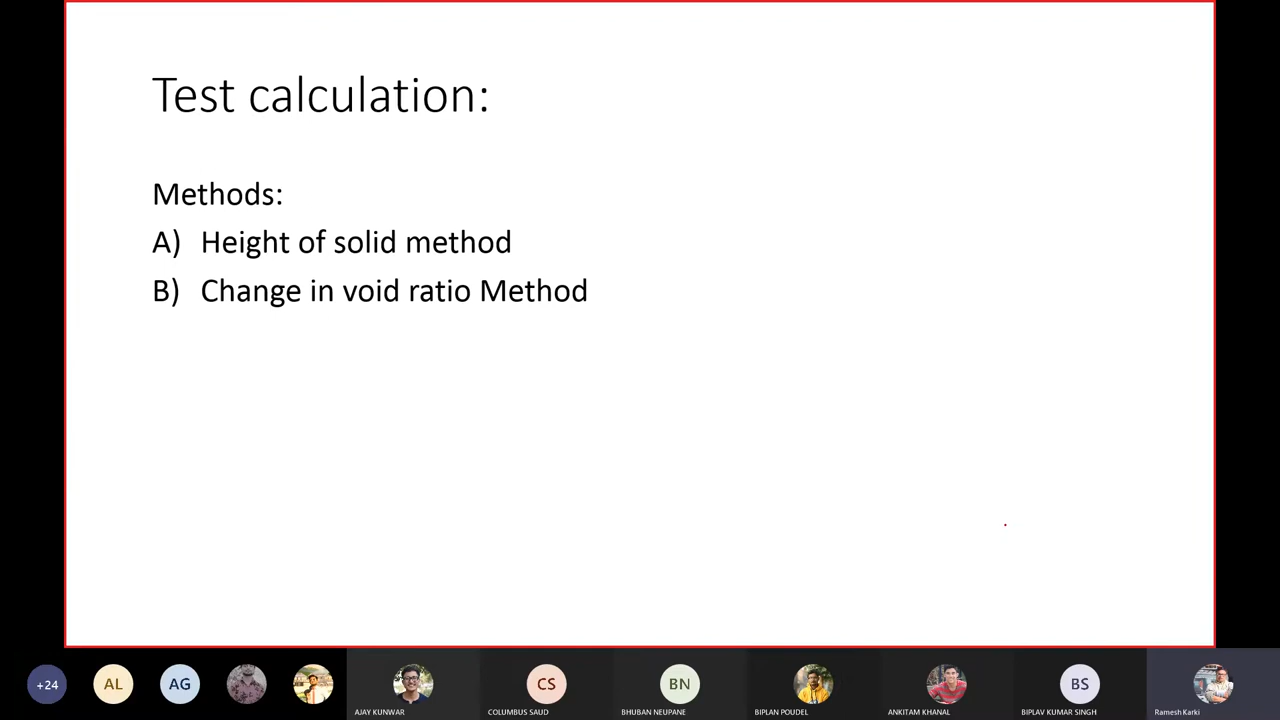 Test calculation:
Methods:
A) Height of solid method
B) Change in void ratio Method
+24
AL
AG
CS
BN
BS
AJAY KUNWAR
COLUMBUS SAUD
BHUBAN NEUPANE
BIPLAN POUDEL
ANKITAM KHANAL
BIPLAV KUMAR SINGH
Ramesh Karki